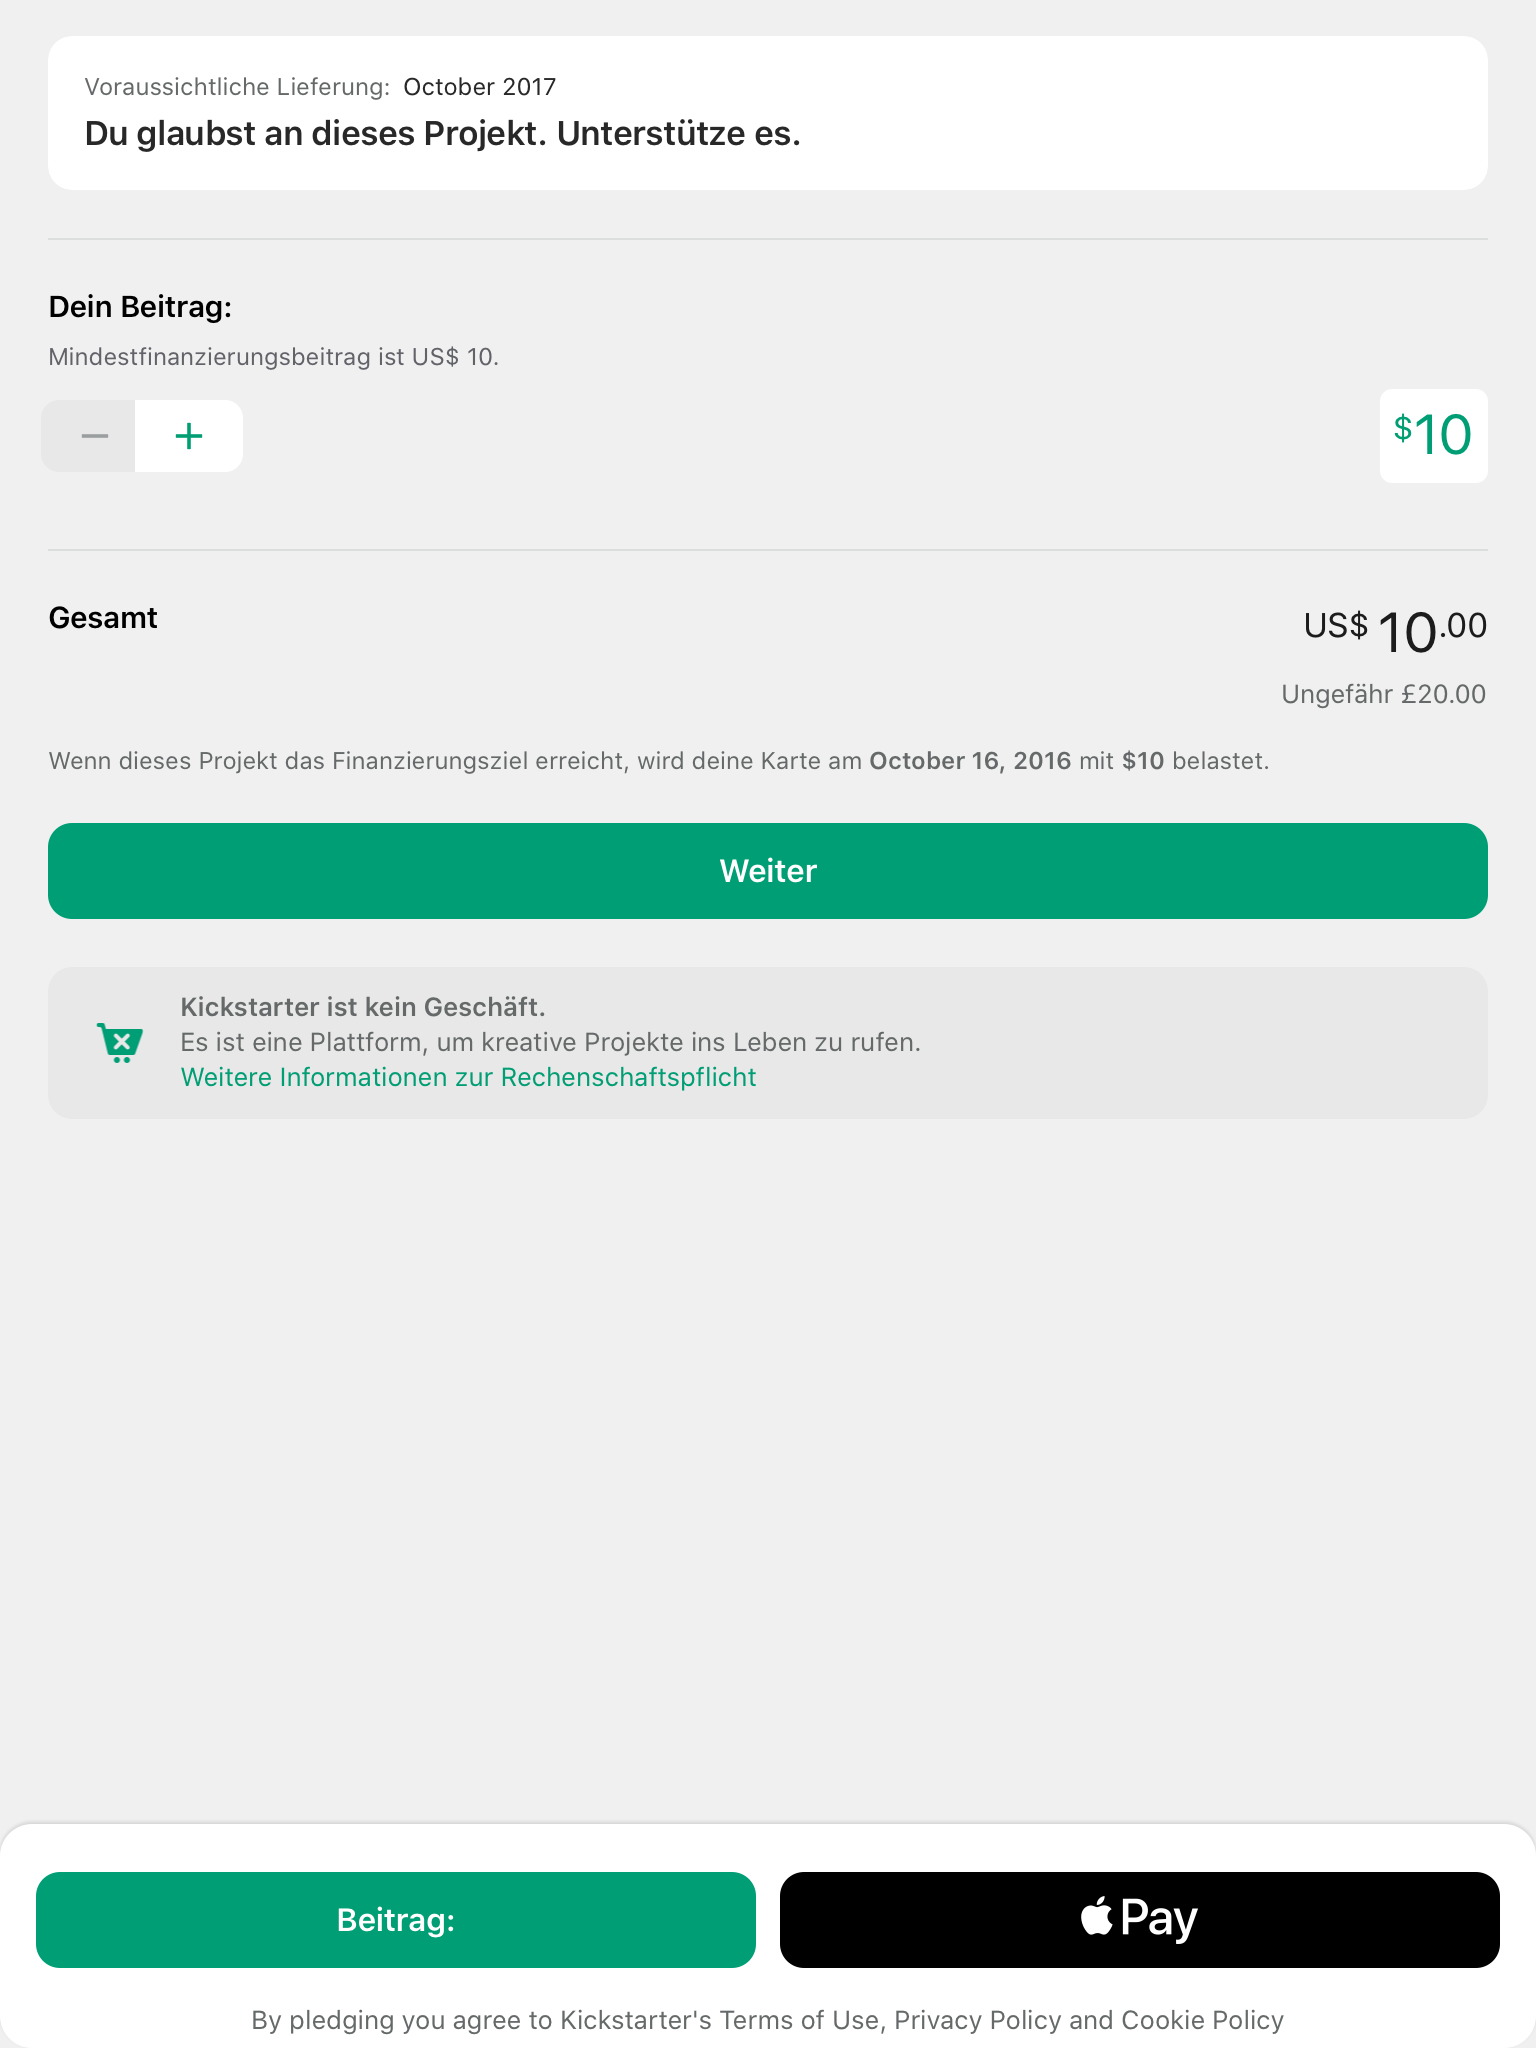 Voraussichtliche Lieferung: October 2017
Du glaubst an dieses Projekt. Unterstütze es.
Dein Beitrag:
Mindestfinanzierungsbeitrag ist US$ 10.
$10
Gesamt
US$ 10.00
Ungefähr £20.00
Wenn dieses Projekt das Finanzierungsziel erreicht, wird deine Karte am October 16, 2016 mit $10 belastet.
Weiter
Kickstarter ist kein Geschäft.
Es ist eine Plattform, um kreative Projekte ins Leben zu rufen.
Weitere Informationen zur Rechenschaftspflicht
Beitrag:
Pay
By pledging you agree to Kickstarter's Terms of Use, Privacy Policy and Cookie Policy